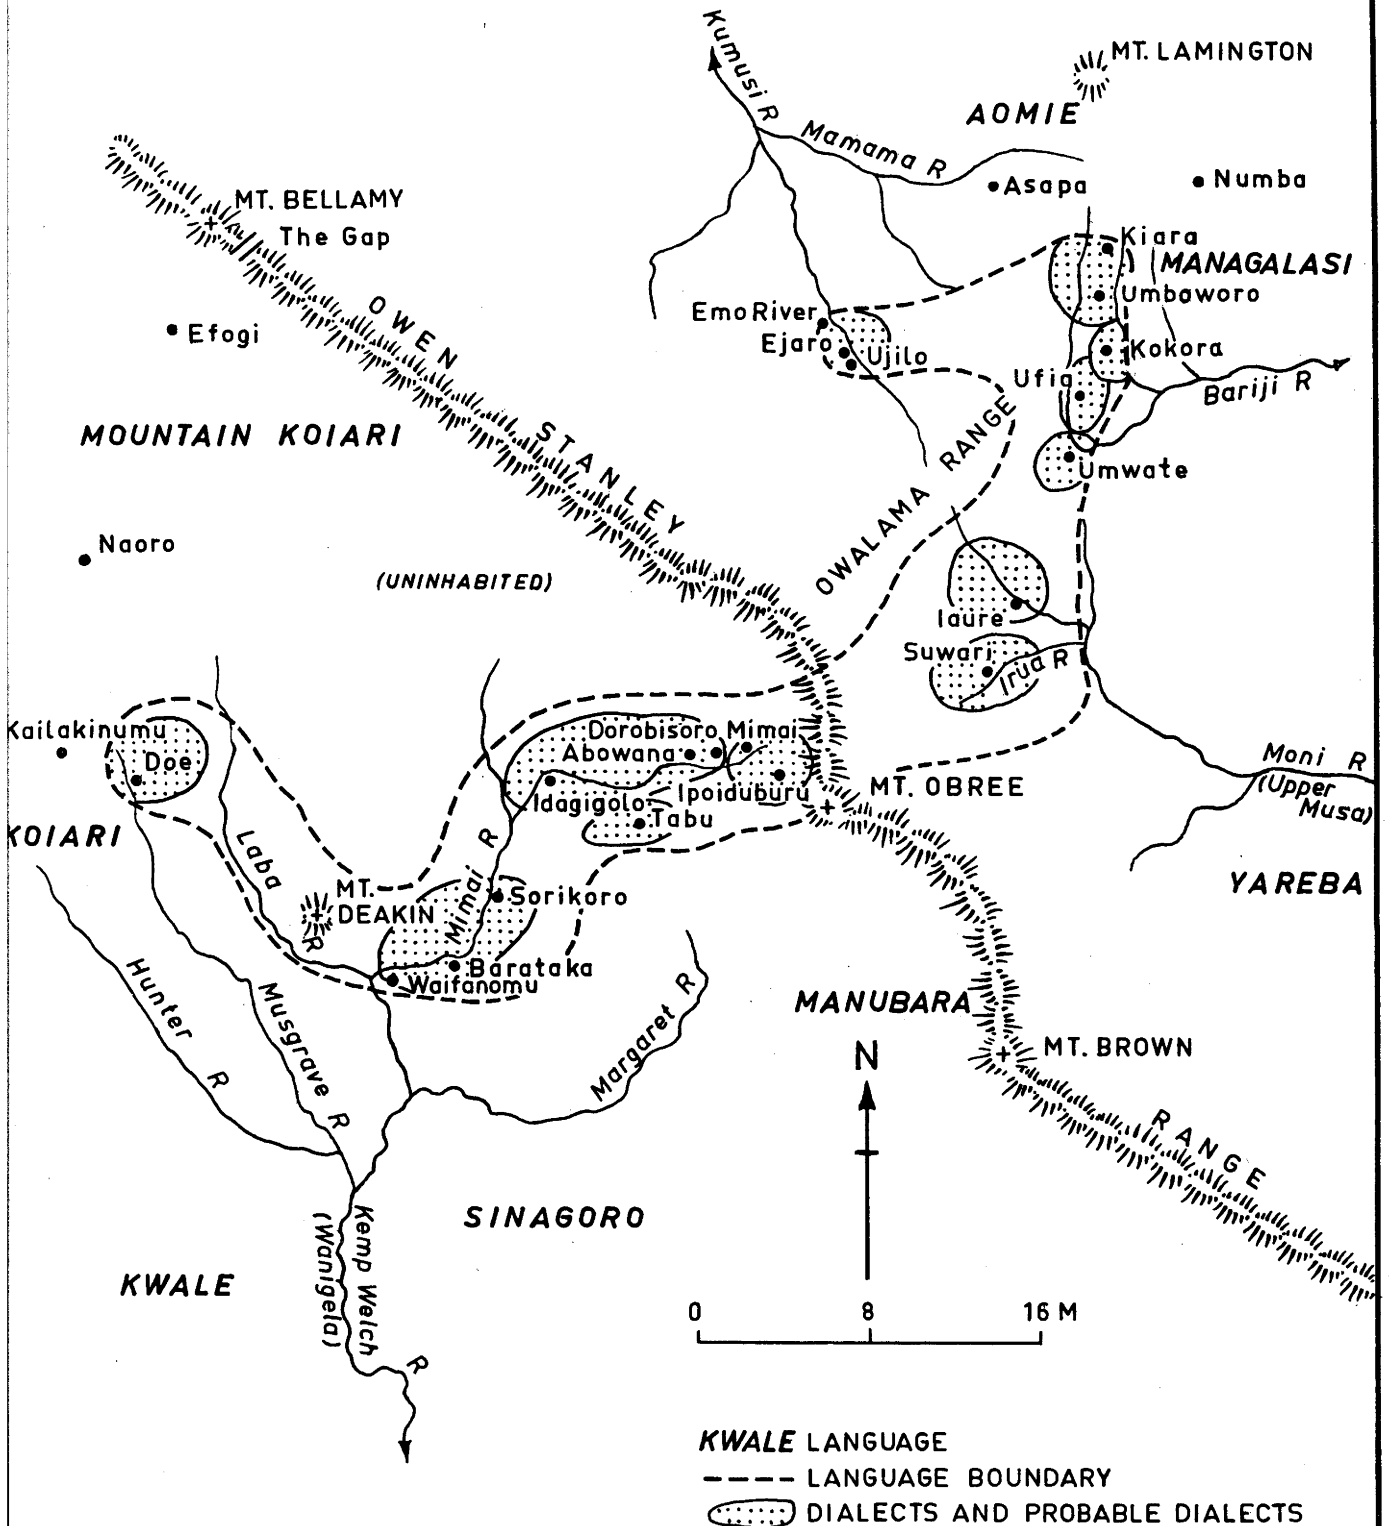 Kumusi R
MT. LAMINGTON
AOMIE
Mamama R
Asapa
Numba
MT. BELLAMY
The Gap
Kiara
MANAGALASI
Umbaworo
Emo River
Ejaro
Ujilo
Kokora
Ufia
Bariji R
Efogi
OWEN STANLEY
MOUNTAIN KOIARI
OWALAMA RANGE
Umwate
Naoro
(UNINHABITED)
Iaure
Suwari
Irua R
Kailakinumu
Doe
Dorobisoro
Mimai
Abowana
Idagigolo
Ipoiduburu
Tabu
MT. OBREE
Moni R
(Upper
Musa)
KOIARI
Laba R
MT.
DEAKIN
Mimai R
Sorikoro
Barataka
Waifanomu
YAREBA
Hunter R
Musgrave R
Margaret R
MANUBARA
N
MT. BROWN
RANGE
SINAGORO
KWALE
Kemp Welch R
(Wanigela)
0 8 16 M
KWALE LANGUAGE
LANGUAGE BOUNDARY
DIALECTS AND PROBABLE DIALECTS